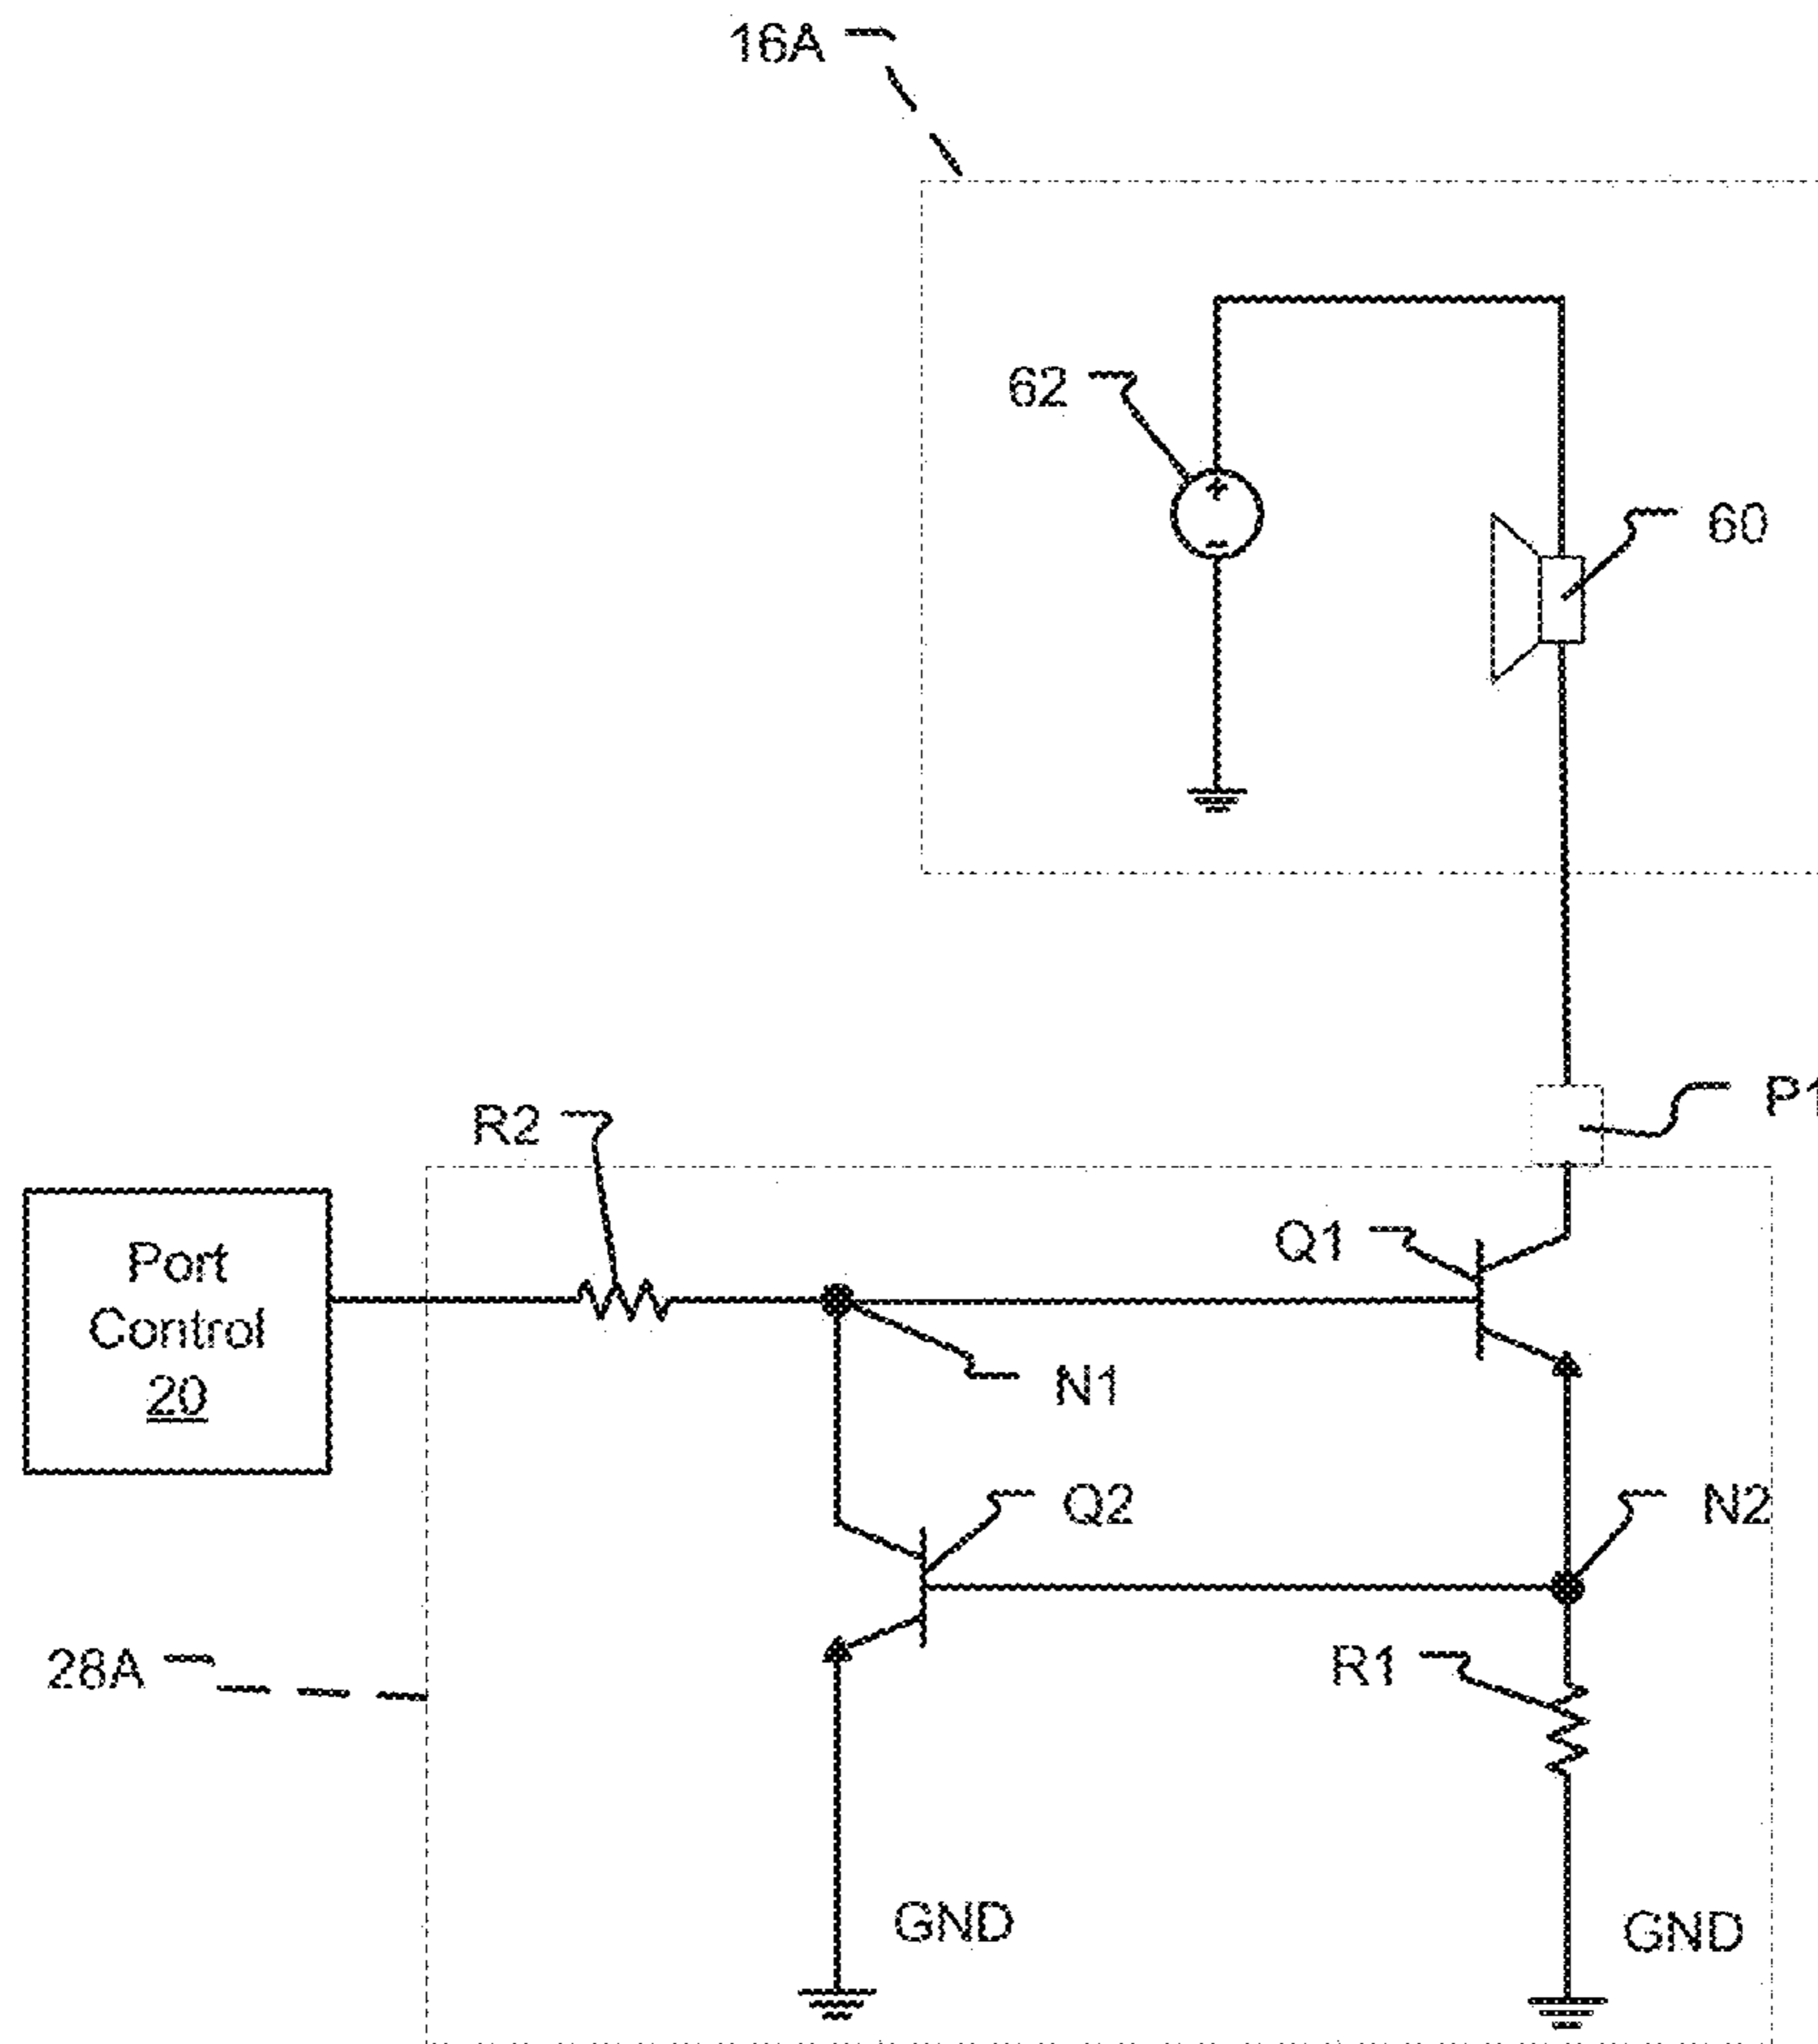 16A
62
60
P1
R2
Port
Control
20
Q1
N1
Q2
N2
28A
R1
GND
GND